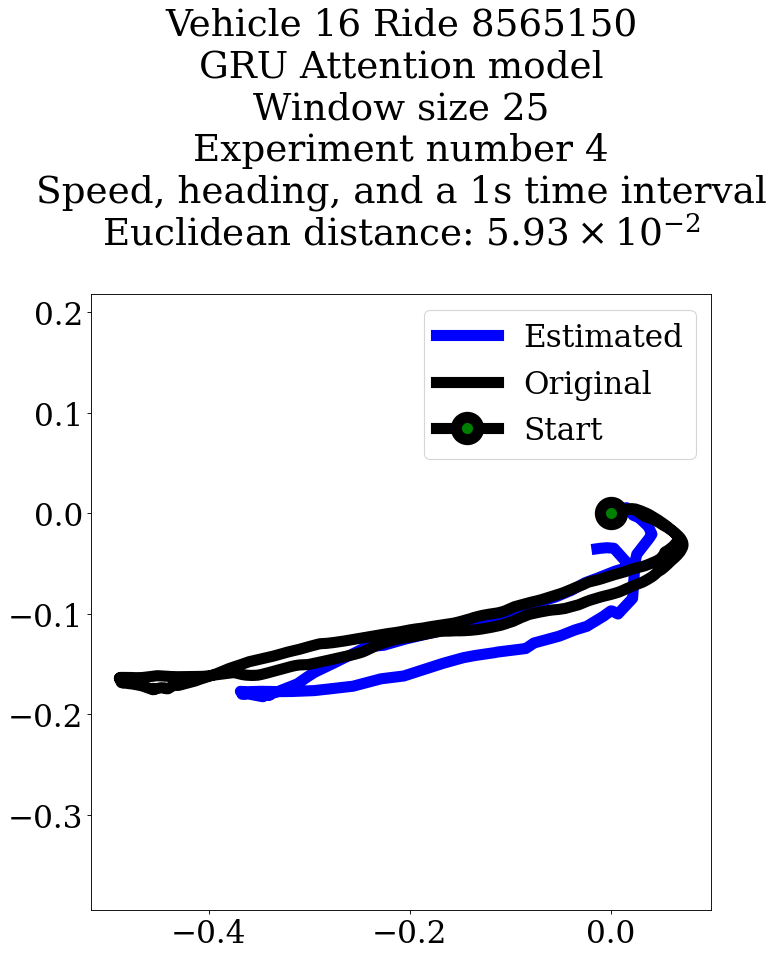 Vehicle 16 Ride 8565150
GRU Attention model
Window size 25
Experiment number 4
Speed, heading, and a 1s time interval
Euclidean distance: 5.93 × 10⁻²
Estimated
Original
Start
0.2
0.1
0.0
−0.1
−0.2
−0.3
−0.4 −0.2 0.0